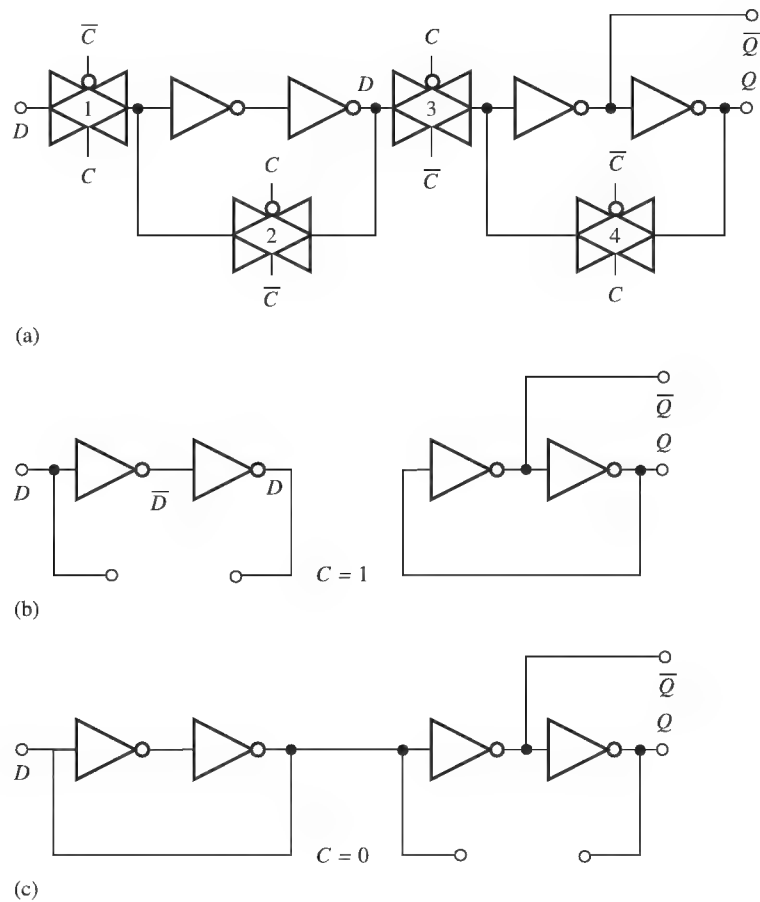 C̅ C Q̅
D 1 D 3 Q
C C̅
C C̅
2 4
C̅ C
(a)
Q̅
Q
D D̅ D
C = 1
(b)
Q̅
Q
D
C = 0
(c)